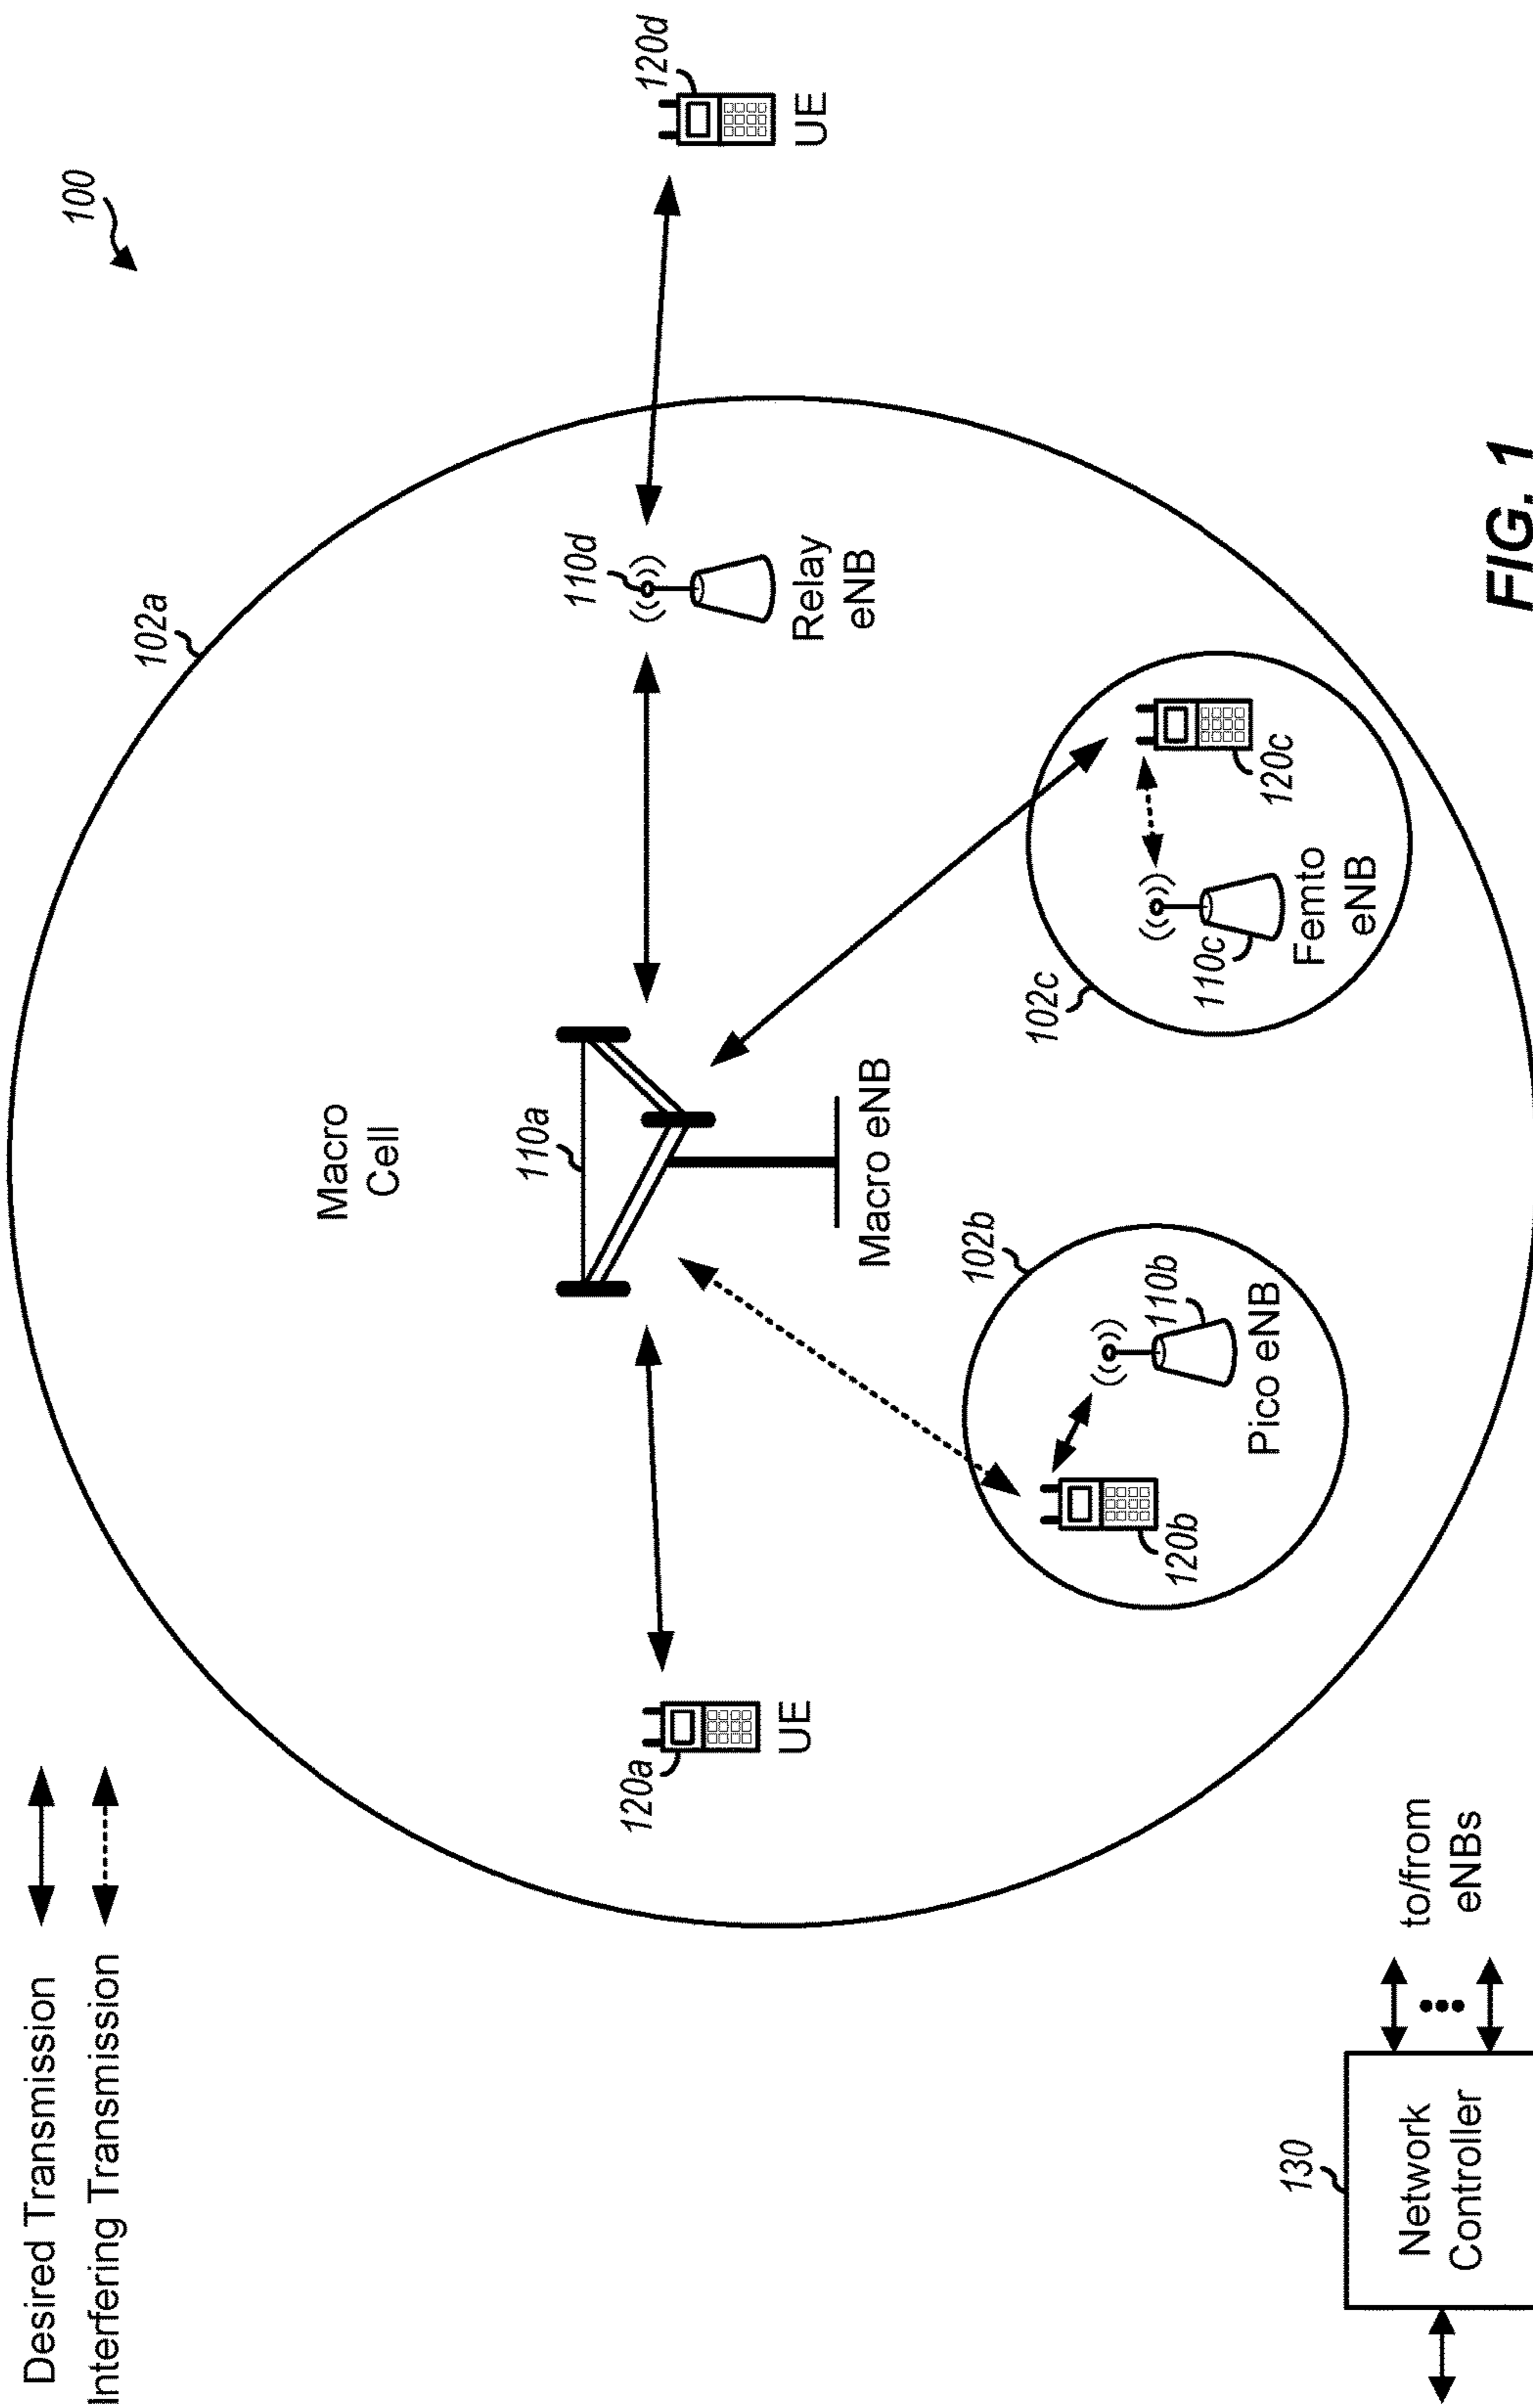 Desired Transmission
Interfering Transmission
100
102a
Macro
Cell
110a
110d
120d
120a
UE
Macro eNB
Relay
eNB
UE
102b
102c
120b
110b
Pico eNB
110c
120c
Femto
eNB
130
Network
Controller
to/from
eNBs
FIG. 1